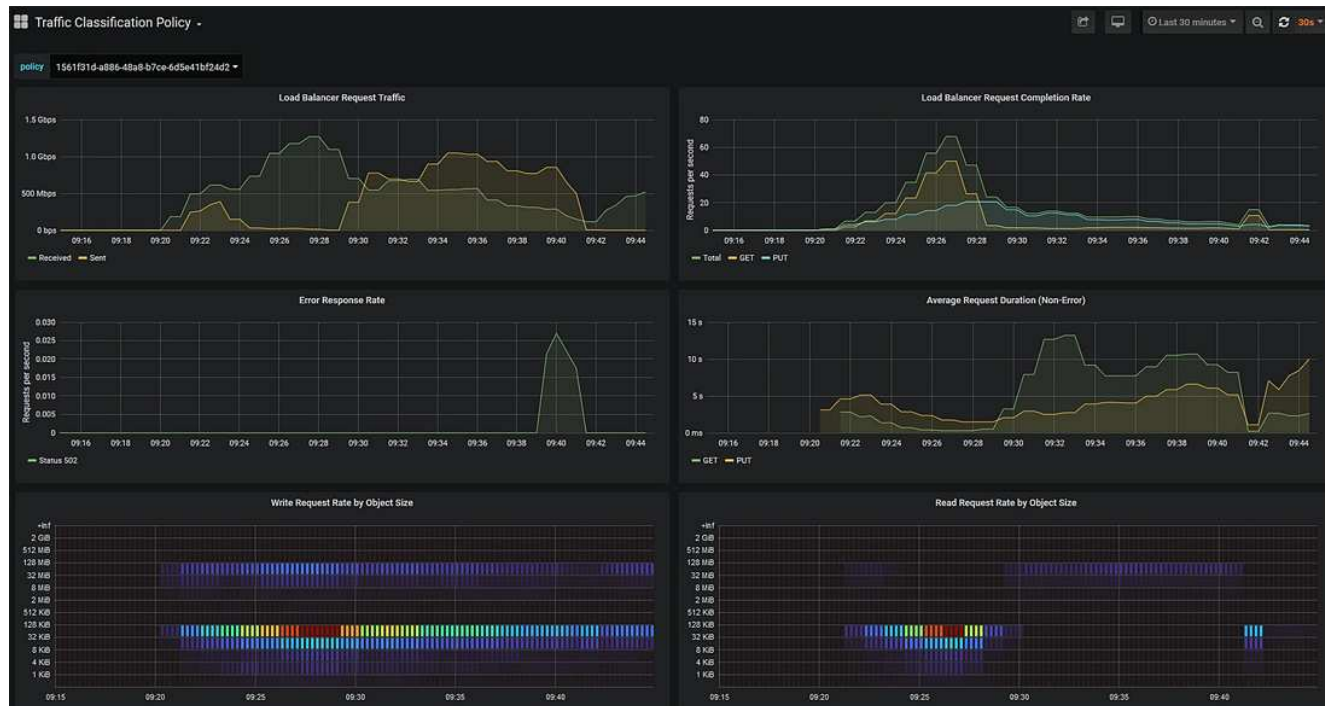 Traffic Classification Policy
Last 30 minutes
30s
policy 1561f31d-a886-48a8-b7ce-6d5e41bf24d2
Load Balancer Request Traffic
1.5 Gbps
1.0 Gbps
500 Mbps
0 bps
09:16 09:18 09:20 09:22 09:24 09:26 09:28 09:30 09:32 09:34 09:36 09:38 09:40 09:42 09:44
Received Sent
Load Balancer Request Completion Rate
Requests per second
80
60
40
20
0
09:16 09:18 09:20 09:22 09:24 09:26 09:28 09:30 09:32 09:34 09:36 09:38 09:40 09:42 09:44
Total GET PUT
Error Response Rate
Requests per second
0.030
0.025
0.020
0.015
0.010
0.005
0
09:16 09:18 09:20 09:22 09:24 09:26 09:28 09:30 09:32 09:34 09:36 09:38 09:40 09:42 09:44
Status 502
Average Request Duration (Non-Error)
15 s
10 s
5 s
0 ms
09:16 09:18 09:20 09:22 09:24 09:26 09:28 09:30 09:32 09:34 09:36 09:38 09:40 09:42 09:44
GET PUT
Write Request Rate by Object Size
+Inf
2 GiB
512 MiB
128 MiB
32 MiB
8 MiB
2 MiB
512 KiB
128 KiB
32 KiB
8 KiB
4 KiB
1 KiB
09:15 09:20 09:25 09:30 09:35 09:40
Read Request Rate by Object Size
+Inf
2 GiB
512 MiB
128 MiB
32 MiB
8 MiB
2 MiB
512 KiB
128 KiB
32 KiB
8 KiB
4 KiB
1 KiB
09:15 09:20 09:25 09:30 09:35 09:40